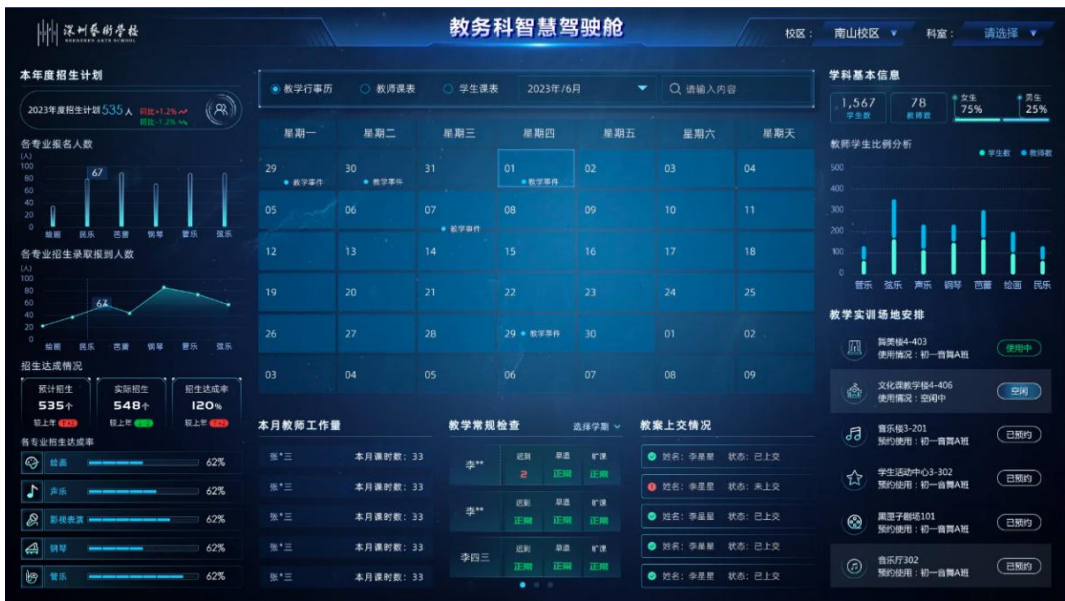 深圳藝術學校
SHENZHEN ARTS SCHOOL
教务科智慧驾驶舱
校区： 南山校区 科室： 请选择
本年度招生计划
2023年度招生计划 535 人 同比+1.2%
同比-1.2%
各专业报名人数
(人)
100
80
60
40
20
0
67
绘画 民乐 芭蕾 钢琴 管乐 弦乐
各专业招生录取报到人数
(人)
100
80
60
40
20
0
67
绘画 民乐 芭蕾 钢琴 管乐 弦乐
招生达成情况
预计招生 实际招生 招生达成率
535个 548个 120%
较上年 较上年 较上年
各专业招生达成率
绘画 62%
声乐 62%
影视表演 62%
钢琴 62%
管乐 62%
教学行事历 教师课表 学生课表 2023年/6月 请输入内容
星期一 星期二 星期三 星期四 星期五 星期六 星期天
29 教学事件 30 教学事件 31 01 教学事件 02 03 04
05 06 07 教学事件 08 09 10 11
12 13 14 15 16 17 18
19 20 21 22 23 24 25
26 27 28 29 教学事件 30 01 02
03 04 05 06 07 08 09
本月教师工作量
张*三 本月课时数：33
张*三 本月课时数：33
张*三 本月课时数：33
张*三 本月课时数：33
张*三 本月课时数：33
教学常规检查 选择学期
李** 迟到 早退 旷课
2 正常 正常
李** 迟到 早退 旷课
正常 正常 正常
李四三 迟到 早退 旷课
正常 正常 正常
教案上交情况
姓名：李星星 状态：已上交
姓名：李星星 状态：未上交
姓名：李星星 状态：已上交
姓名：李星星 状态：已上交
姓名：李星星 状态：已上交
学科基本信息
1,567 学生数
78 教师数
女生 75%
男生 25%
教师学生比例分析
学生数 教师数
500
400
300
200
100
0
管乐 弦乐 声乐 钢琴 芭蕾 绘画 民乐
教学实训场地安排
舞美楼4-403
使用情况：初一音舞A班 使用中
文化课教学楼4-406
使用情况：空闲中 空闲
音乐楼3-201
预约使用：初一音舞A班 已预约
学生活动中心3-302
预约使用：初一音舞A班 已预约
黑匣子剧场101
预约使用：初一音舞A班 已预约
音乐厅302
预约使用：初一音舞A班 已预约